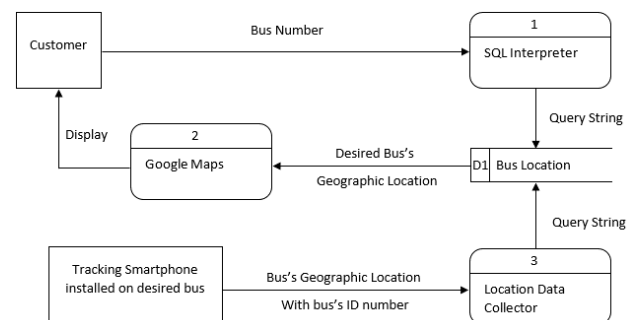 Customer
Bus Number
1
SQL Interpreter
Query String
Display
2
Google Maps
Desired Bus's
Geographic Location
D1 Bus Location
Query String
Tracking Smartphone
installed on desired bus
Bus's Geographic Location
With bus's ID number
3
Location Data
Collector